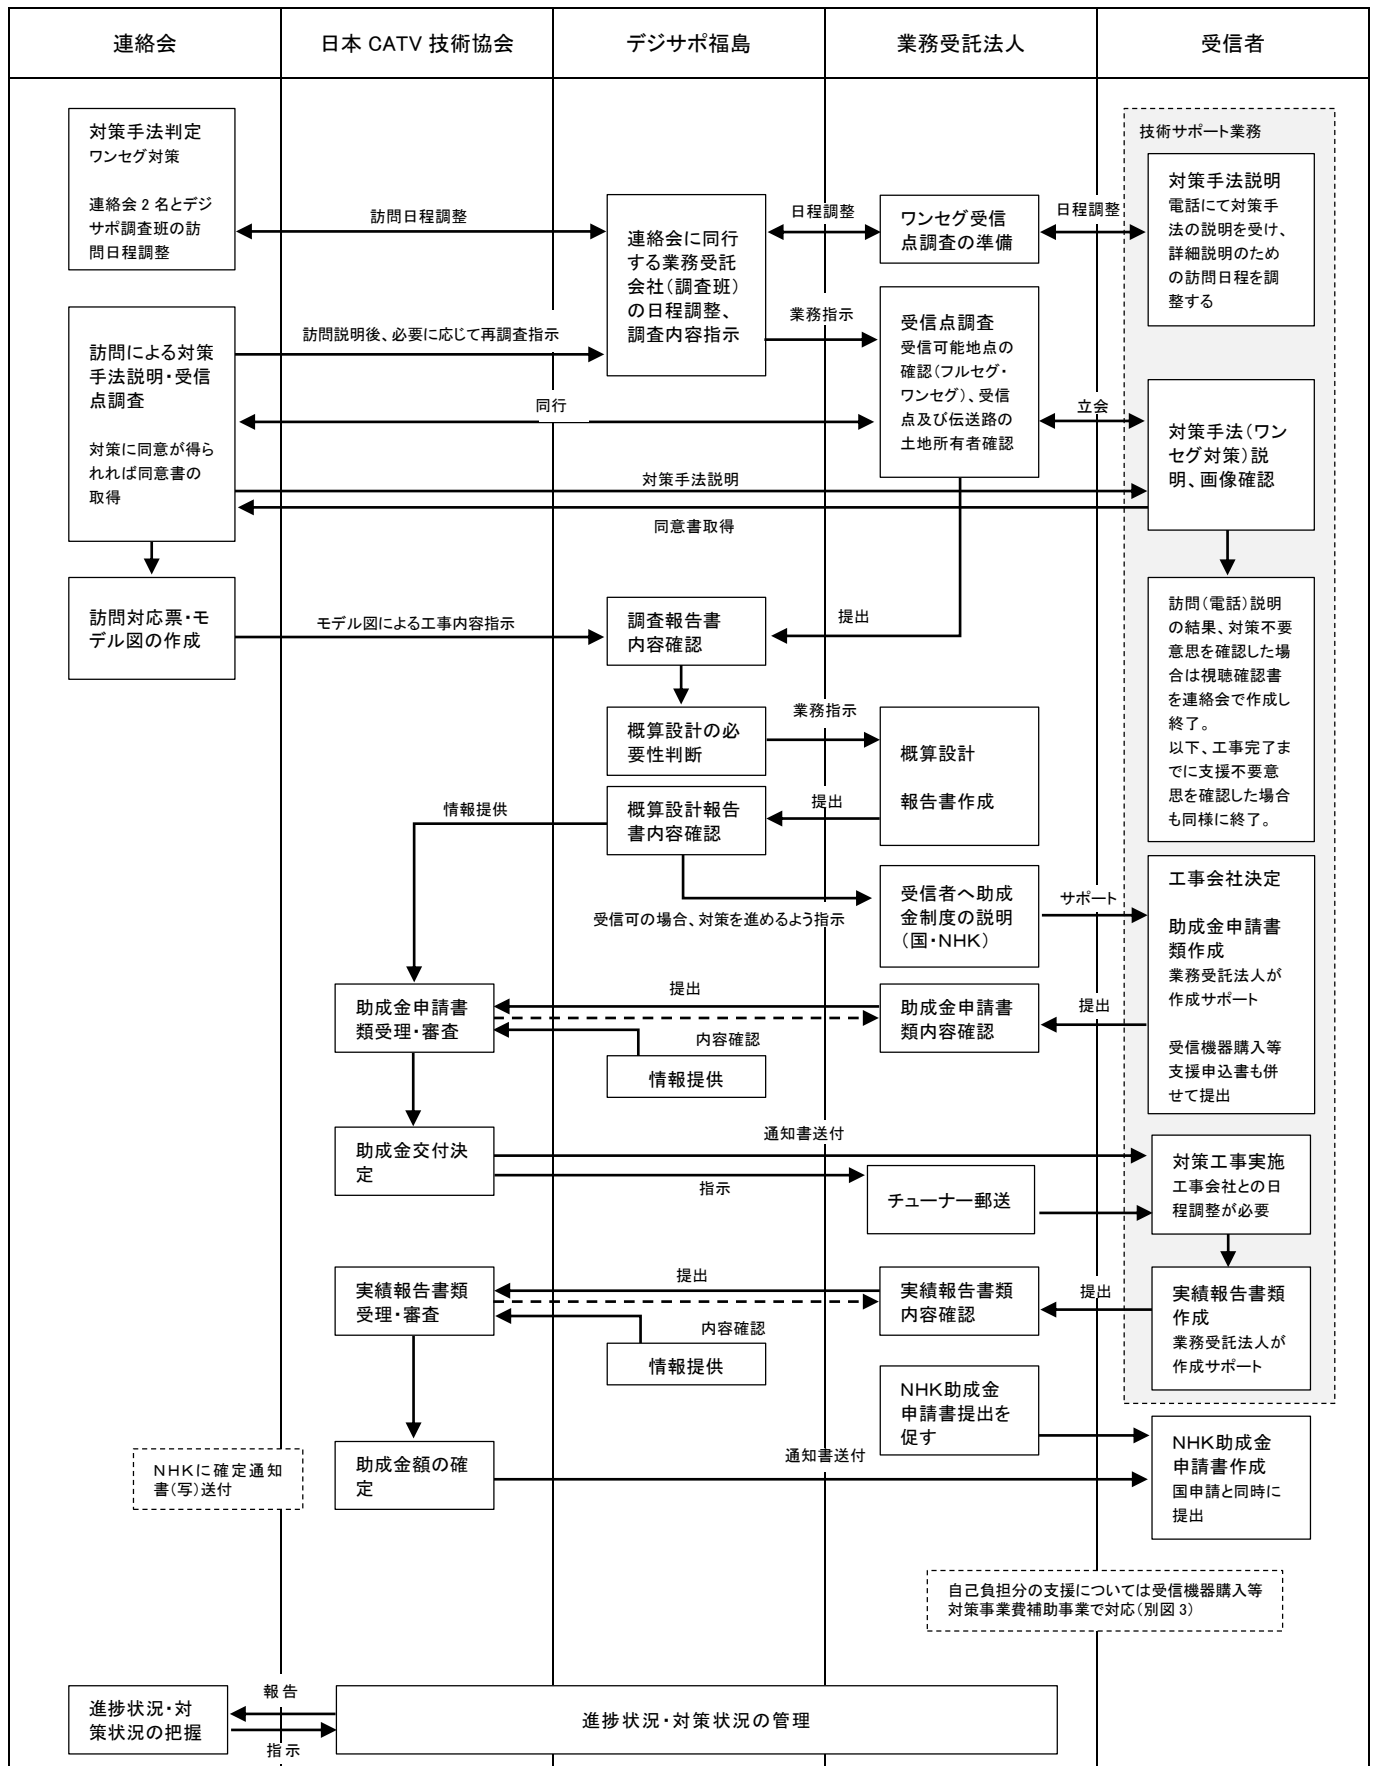 連絡会
日本 CATV 技術協会
デジサポ福島
業務受託法人
受信者
対策手法判定
ワンセグ対策
連絡会 2 名とデジ
サポ調査班の訪
問日程調整
訪問日程調整
連絡会に同行
する業務受託
会社(調査班)
の日程調整、
調査内容指示
日程調整
ワンセグ受信
点調査の準備
日程調整
技術サポート業務
対策手法説明
電話にて対策手
法の説明を受け、
詳細説明のため
の訪問日程を調
整する
訪問による対策
手法説明・受信
点調査
対策に同意が得ら
れれば同意書の
取得
訪問説明後、必要に応じて再調査指示
業務指示
受信点調査
受信可能地点の
確認(フルセグ・
ワンセグ)、受信
点及び伝送路の
土地所有者確認
同行
立会
対策手法(ワン
セグ対策)説
明、画像確認
対策手法説明
同意書取得
訪問対応票・モ
デル図の作成
モデル図による工事内容指示
調査報告書
内容確認
提出
訪問(電話)説明
の結果、対策不要
意思を確認した場
合は視聴確認書
を連絡会で作成し
終了。
以下、工事完了ま
でに支援不要意
思を確認した場合
も同様に終了。
概算設計の必
要性判断
業務指示
概算設計
報告書作成
概算設計報告
書内容確認
提出
情報提供
受信可の場合、対策を進めるよう指示
受信者へ助成
金制度の説明
(国・NHK)
サポート
工事会社決定
助成金申請書
類作成
業務受託法人が
作成サポート
受信機器購入等
支援申込書も併
せて提出
助成金申請書
類受理・審査
提出
内容確認
情報提供
助成金申請書
類内容確認
提出
助成金交付決
定
通知書送付
指示
チューナー郵送
対策工事実施
工事会社との日
程調整が必要
実績報告書類
受理・審査
提出
内容確認
情報提供
実績報告書類
内容確認
提出
実績報告書類
作成
業務受託法人が
作成サポート
NHK助成金
申請書提出を
促す
NHKに確定通知
書(写)送付
助成金額の確
定
通知書送付
NHK助成金
申請書作成
国申請と同時に
提出
自己負担分の支援については受信機器購入等
対策事業費補助事業で対応(別図 3)
進捗状況・対
策状況の把握
報告
指示
進捗状況・対策状況の管理